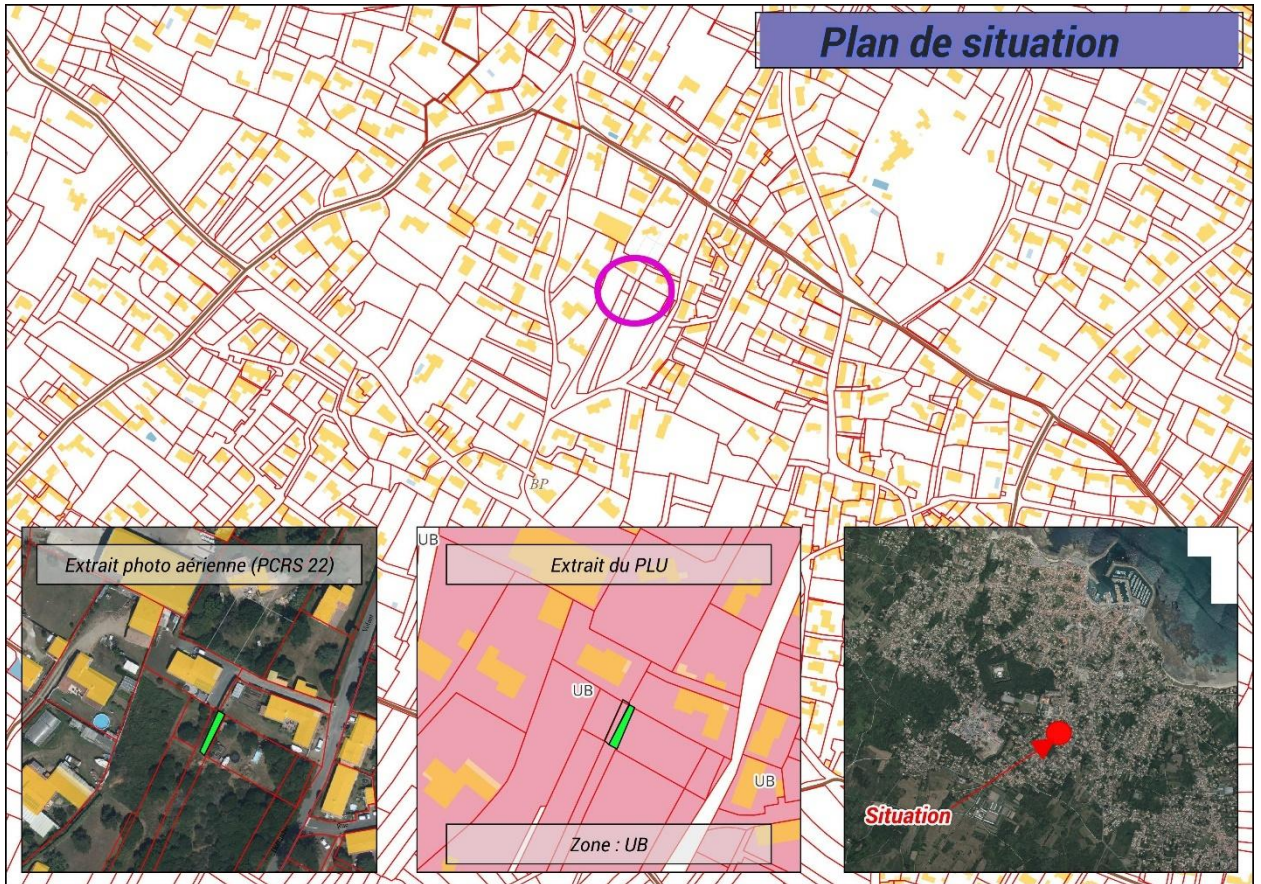 Plan de situation
BP
Extrait photo aérienne (PCRS 22)
UB
Extrait du PLU
UB
UB
Zone : UB
Situation